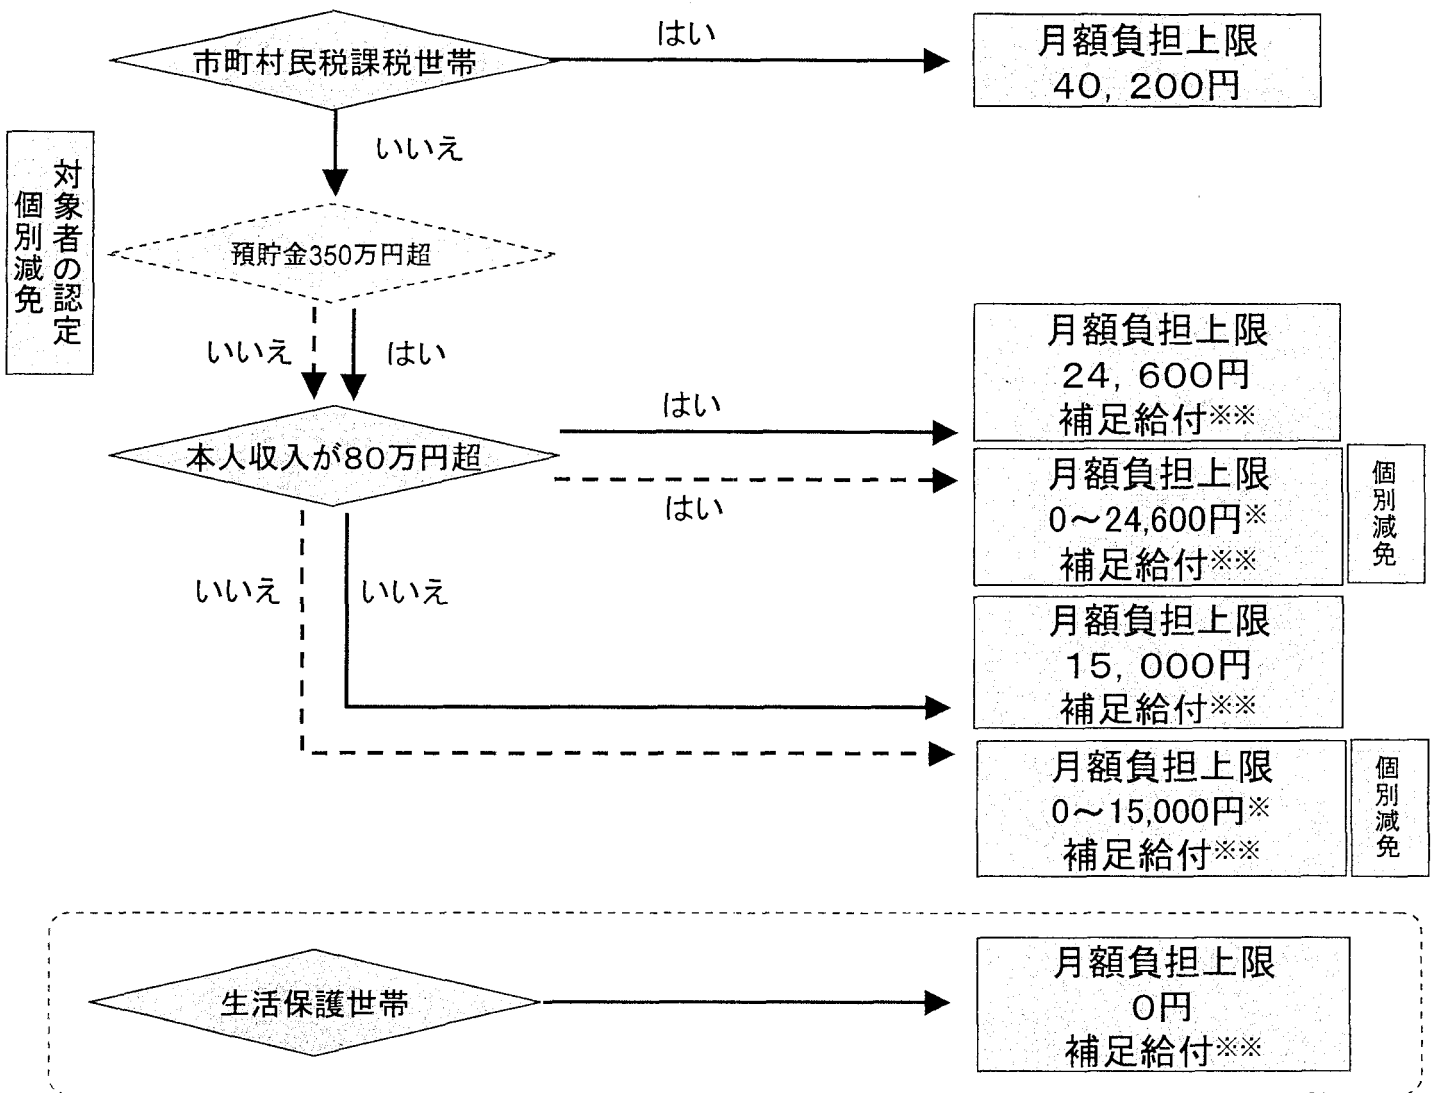 市町村民税課税世帯
はい
月額負担上限
40,200円
いいえ
対象者の認定
個別減免
預貯金350万円超
いいえ
はい
本人収入が80万円超
はい
月額負担上限
24,600円
補足給付※※
はい
月額負担上限
0～24,600円※
補足給付※※
個別減免
いいえ
いいえ
月額負担上限
15,000円
補足給付※※
月額負担上限
0～15,000円※
補足給付※※
個別減免
生活保護世帯
月額負担上限
0円
補足給付※※